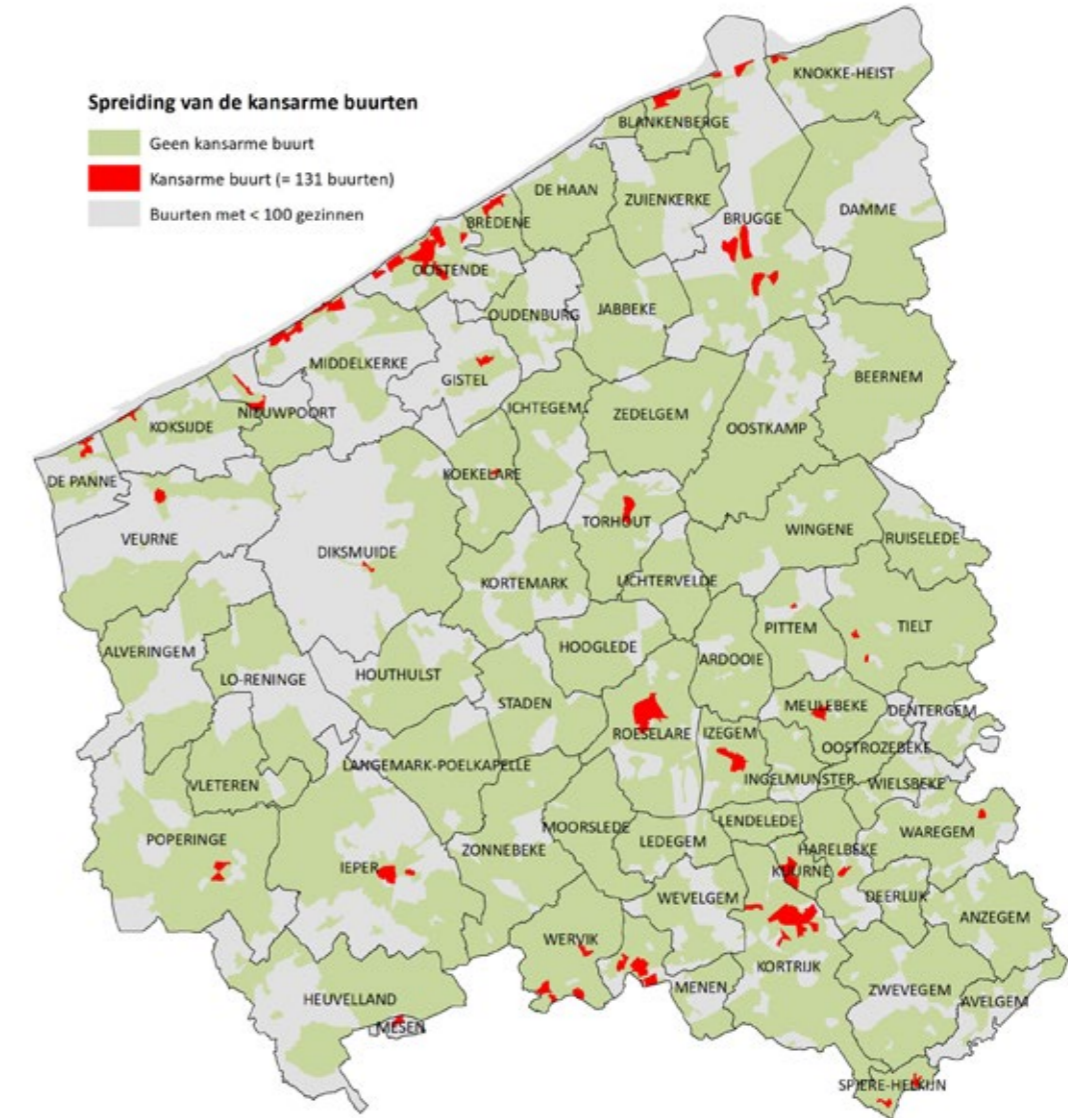 Spreiding van de kansarme buurten
Geen kansarme buurt
Kansarme buurt (= 131 buurten)
Buurten met < 100 gezinnen
KNOKKE-HEIST
BLANKENBERGE
DE HAAN
ZUIENKERKE
BRUGGE
DAMME
BREDENE
OOSTENDE
OUDENBURG
JABBEKE
MIDDELKERKE
GISTEL
BEERNEM
NIEUWPOORT
ICHTEGEM
ZEDELGEM
OOSTKAMP
KOKSIJDE
KOEKELARE
DE PANNE
TORHOUT
VEURNE
WINGENE
RUISELEDE
DIKSMUIDE
KORTEMARK
LICHTERVELDE
PITTEM
TIELT
ALVERINGEM
HOOGLEDE
ARDOOIE
LO-RENINGE
HOUTHULST
STADEN
MEULEBEKE
DENTERGEM
ROESELARE
IZEGEM
OOSTROZEBEKE
LANGEMARK-POELKAPELLE
INGELMUNSTER
WIELSBEKE
VLETEREN
LENDELEDE
MOORSLEDE
POPERINGE
LEDEGEM
WAREGEM
IEPER
ZONNEBEKE
HARELBEKE
KUURNE
WEVELGEM
DEERLIJK
ANZEGEM
WERVIK
KORTRIJK
MENEN
ZWEVEGEM
HEUVELLAND
AVELGEM
MESEN
SPIERE-HELKIJN